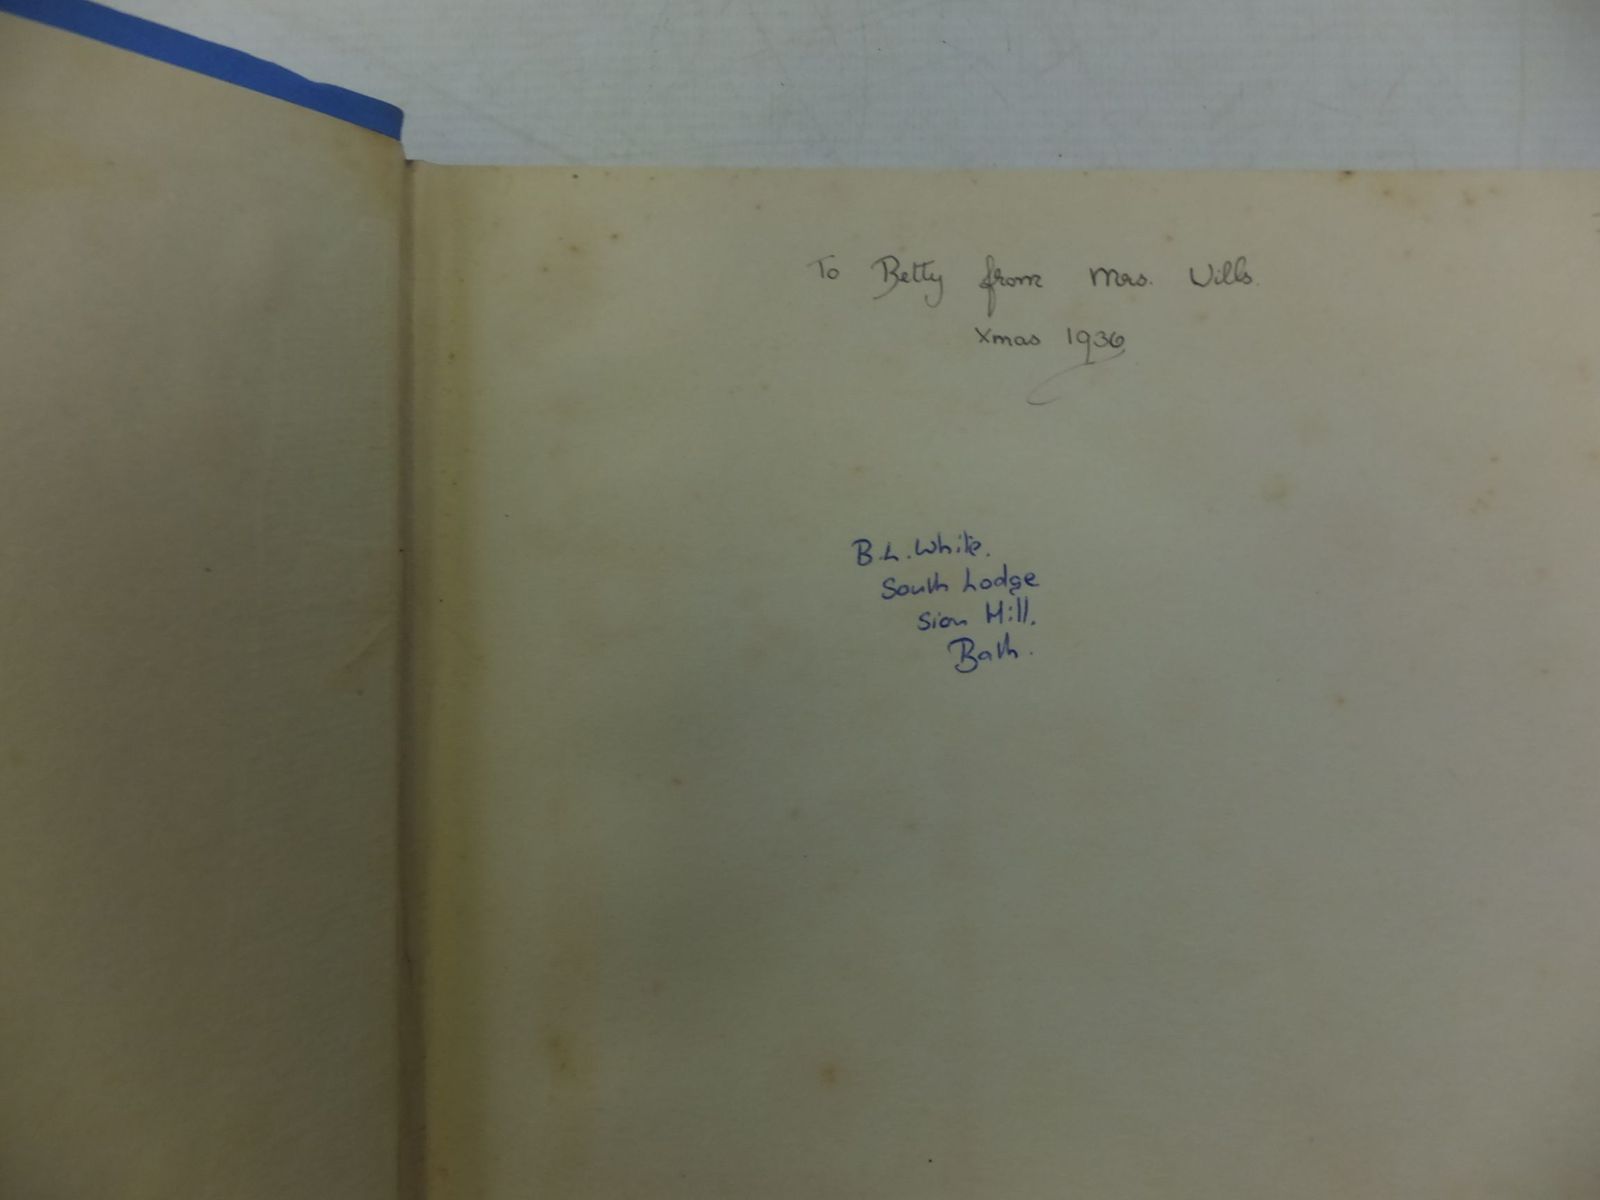 To Betty from Mrs. Wills.
Xmas 1936
B.L. White.
South Lodge
Sion Hill.
Bath.